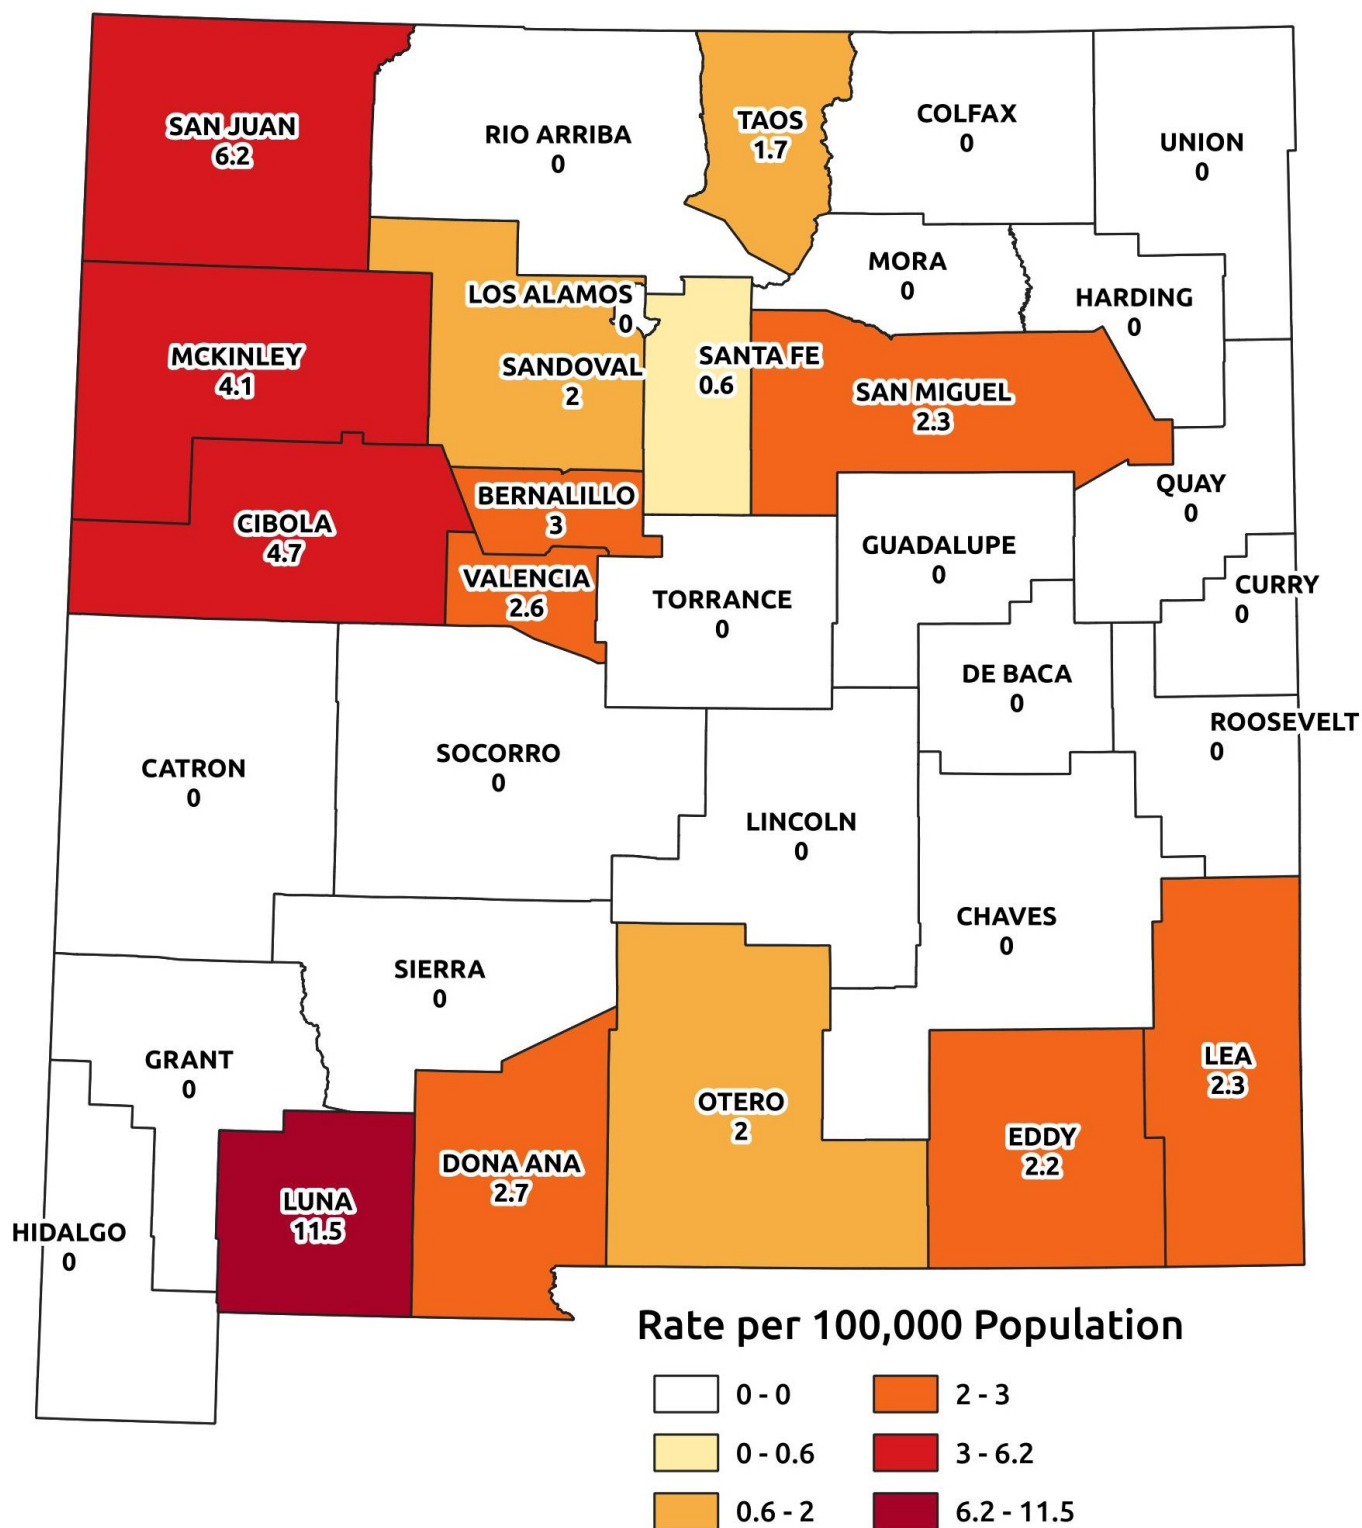 SAN JUAN
6.2
RIO ARRIBA
0
TAOS
1.7
COLFAX
0
UNION
0
MORA
0
HARDING
0
LOS ALAMOS
0
MCKINLEY
4.1
SANDOVAL
2
SANTA FE
0.6
SAN MIGUEL
2.3
QUAY
0
BERNALILLO
3
CIBOLA
4.7
GUADALUPE
0
VALENCIA
2.6
TORRANCE
0
CURRY
0
DE BACA
0
ROOSEVELT
0
CATRON
0
SOCORRO
0
LINCOLN
0
CHAVES
0
SIERRA
0
GRANT
0
LEA
2.3
OTERO
2
EDDY
2.2
DONA ANA
2.7
LUNA
11.5
HIDALGO
0
Rate per 100,000 Population
0 - 0
2 - 3
0 - 0.6
3 - 6.2
0.6 - 2
6.2 - 11.5